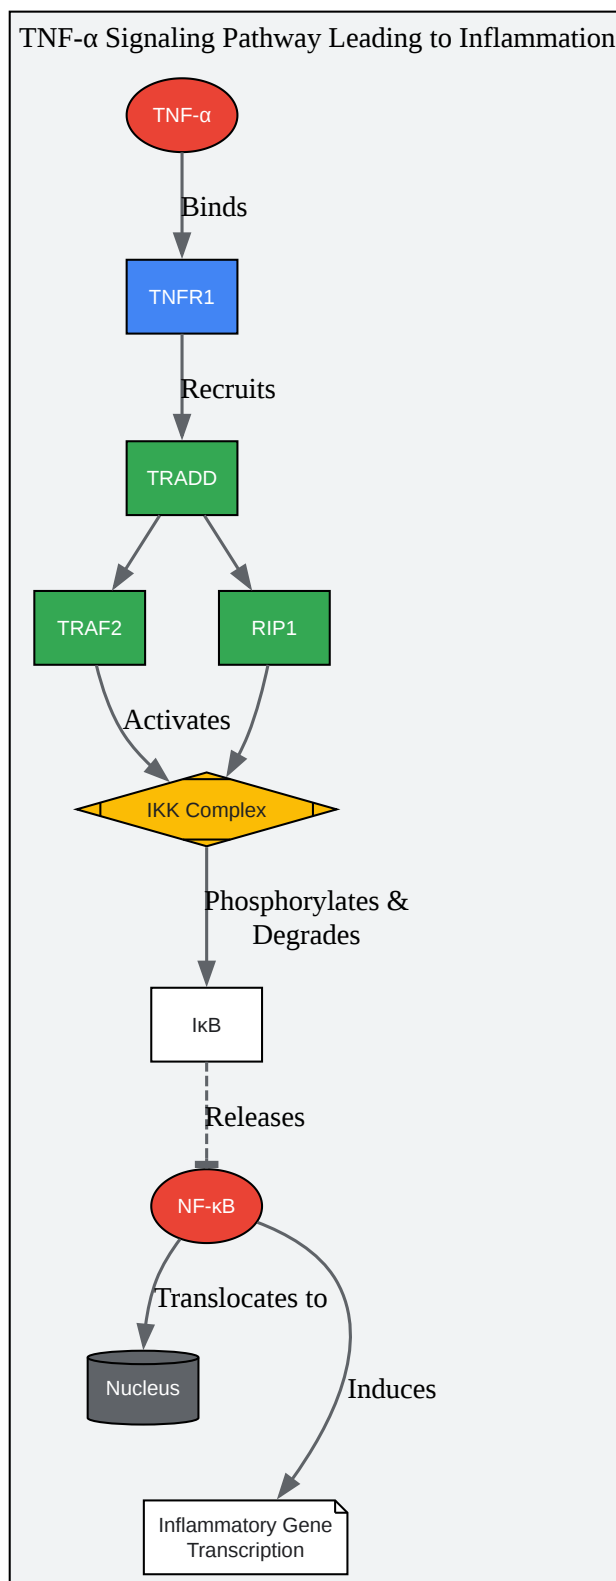 TNF-α Signaling Pathway Leading to Inflammation
TNF-α
Binds
TNFR1
Recruits
TRADD
TRAF2
RIP1
Activates
IKK Complex
Phosphorylates &
Degrades
IκB
Releases
NF-κB
Translocates to
Nucleus
Induces
Inflammatory Gene
Transcription